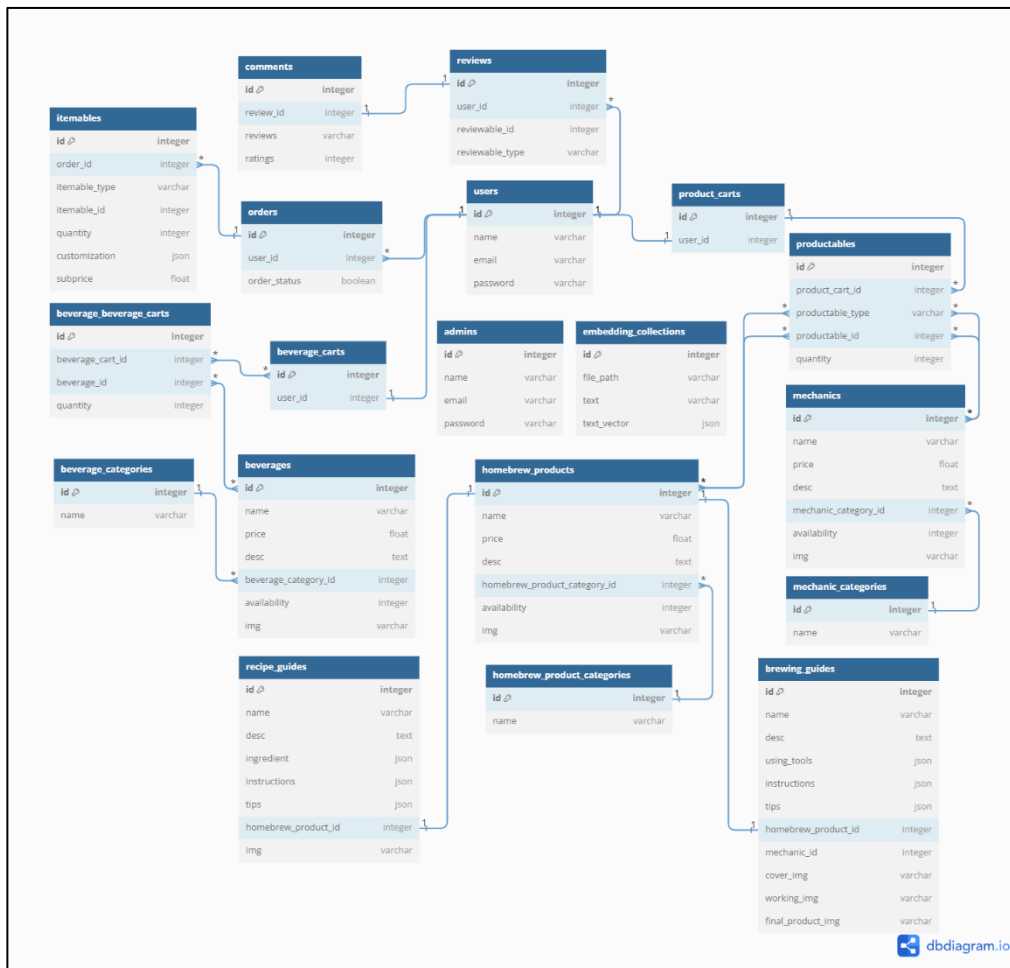 comments
id integer
review_id integer
reviews varchar
ratings integer
reviews
id integer
user_id integer
reviewable_id integer
reviewable_type varchar
itemables
id integer
order_id integer
itemable_type varchar
itemable_id integer
quantity integer
customization json
subprice float
orders
id integer
user_id integer
order_status boolean
users
id integer
name varchar
email varchar
password varchar
product_carts
id integer
user_id integer
productables
id integer
product_cart_id integer
productable_type varchar
productable_id integer
quantity integer
beverage_beverage_carts
id integer
beverage_cart_id integer
beverage_id integer
quantity integer
beverage_carts
id integer
user_id integer
admins
id integer
name varchar
email varchar
password varchar
embedding_collections
id integer
file_path varchar
text varchar
text_vector json
mechanics
id integer
name varchar
price float
desc text
mechanic_category_id integer
availability integer
img varchar
beverage_categories
id integer
name varchar
beverages
id integer
name varchar
price float
desc text
beverage_category_id integer
availability integer
img varchar
homebrew_products
id integer
name varchar
price float
desc text
homebrew_product_category_id integer
availability integer
img varchar
mechanic_categories
id integer
name varchar
recipe_guides
id integer
name varchar
desc text
ingredient json
instructions json
tips json
homebrew_product_id integer
img varchar
homebrew_product_categories
id integer
name varchar
brewing_guides
id integer
name varchar
desc text
using_tools json
instructions json
tips json
homebrew_product_id integer
mechanic_id integer
cover_img varchar
working_img varchar
final_product_img varchar
dbdiagram.io